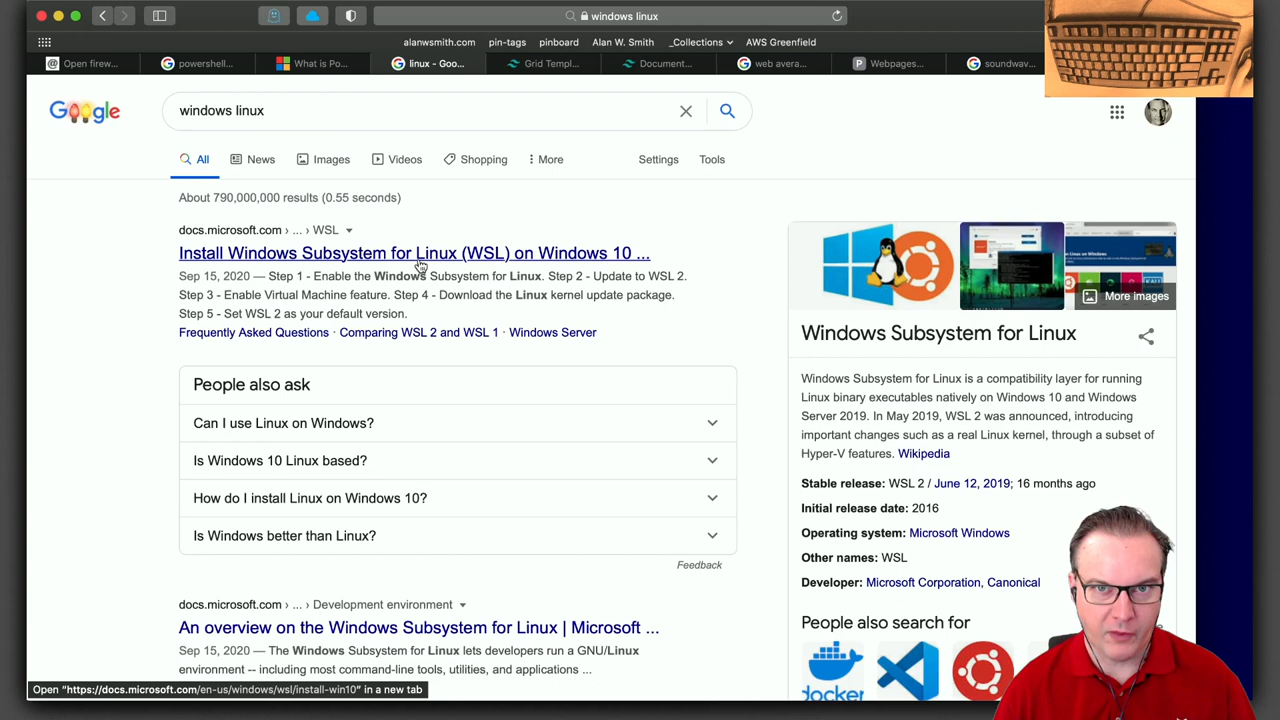 windows linux
alanwsmith.com pin-tags pinboard Alan W. Smith _Collections AWS Greenfield
Open firew... powershell... What is Po... linux - Goo... Grid Templ... Document... web avera... Webpages... soundwav...
Google windows linux
All News Images Videos Shopping More Settings Tools
About 790,000,000 results (0.55 seconds)
docs.microsoft.com › ... › WSL
Install Windows Subsystem for Linux (WSL) on Windows 10 ...
Sep 15, 2020 — Step 1 - Enable the Windows Subsystem for Linux. Step 2 - Update to WSL 2.
Step 3 - Enable Virtual Machine feature. Step 4 - Download the Linux kernel update package.
Step 5 - Set WSL 2 as your default version.
Frequently Asked Questions · Comparing WSL 2 and WSL 1 · Windows Server
People also ask
Can I use Linux on Windows?
Is Windows 10 Linux based?
How do I install Linux on Windows 10?
Is Windows better than Linux?
Feedback
docs.microsoft.com › ... › Development environment
An overview on the Windows Subsystem for Linux | Microsoft ...
Sep 15, 2020 — The Windows Subsystem for Linux lets developers run a GNU/Linux
environment -- including most command-line tools, utilities, and applications ...
Open "https://docs.microsoft.com/en-us/windows/wsl/install-win10" in a new tab
More images
Windows Subsystem for Linux
Windows Subsystem for Linux is a compatibility layer for running
Linux binary executables natively on Windows 10 and Windows
Server 2019. In May 2019, WSL 2 was announced, introducing
important changes such as a real Linux kernel, through a subset of
Hyper-V features. Wikipedia
Stable release: WSL 2 / June 12, 2019; 16 months ago
Initial release date: 2016
Operating system: Microsoft Windows
Other names: WSL
Developer: Microsoft Corporation, Canonical
People also search for
docker